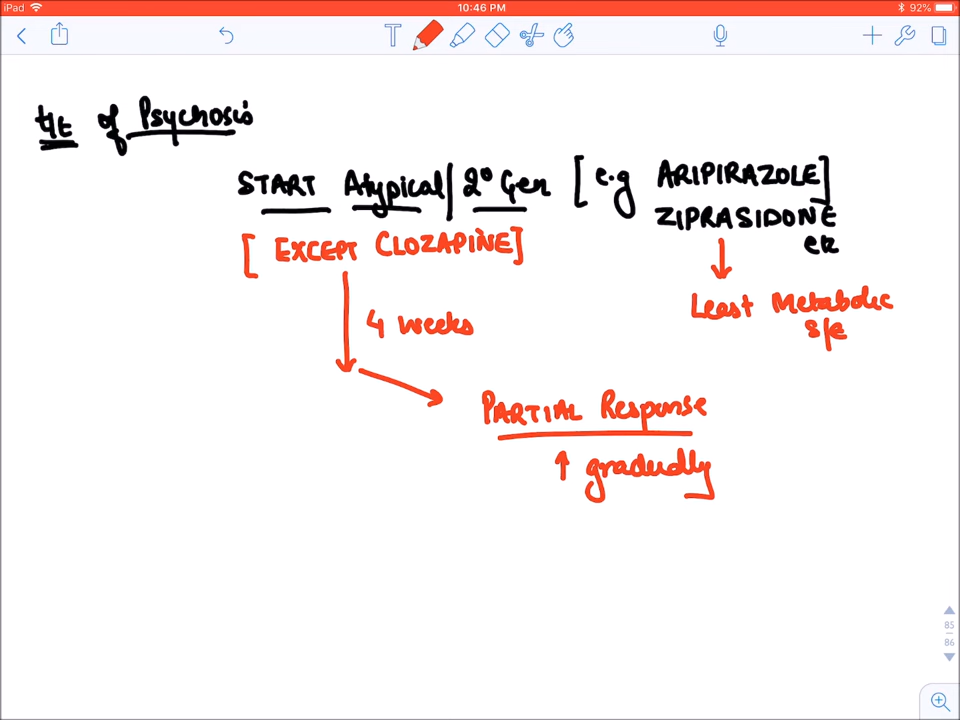 iPad 10:46 PM 92%
T
t/t of Psychosis
START Atypical/2° Gen [e.g ARIPIRAZOLE]
ZIPRASIDONE
etc
[EXCEPT CLOZAPINE]
Least Metabolic
S/e
4 weeks
PARTIAL Response
↑ gradually
85
86